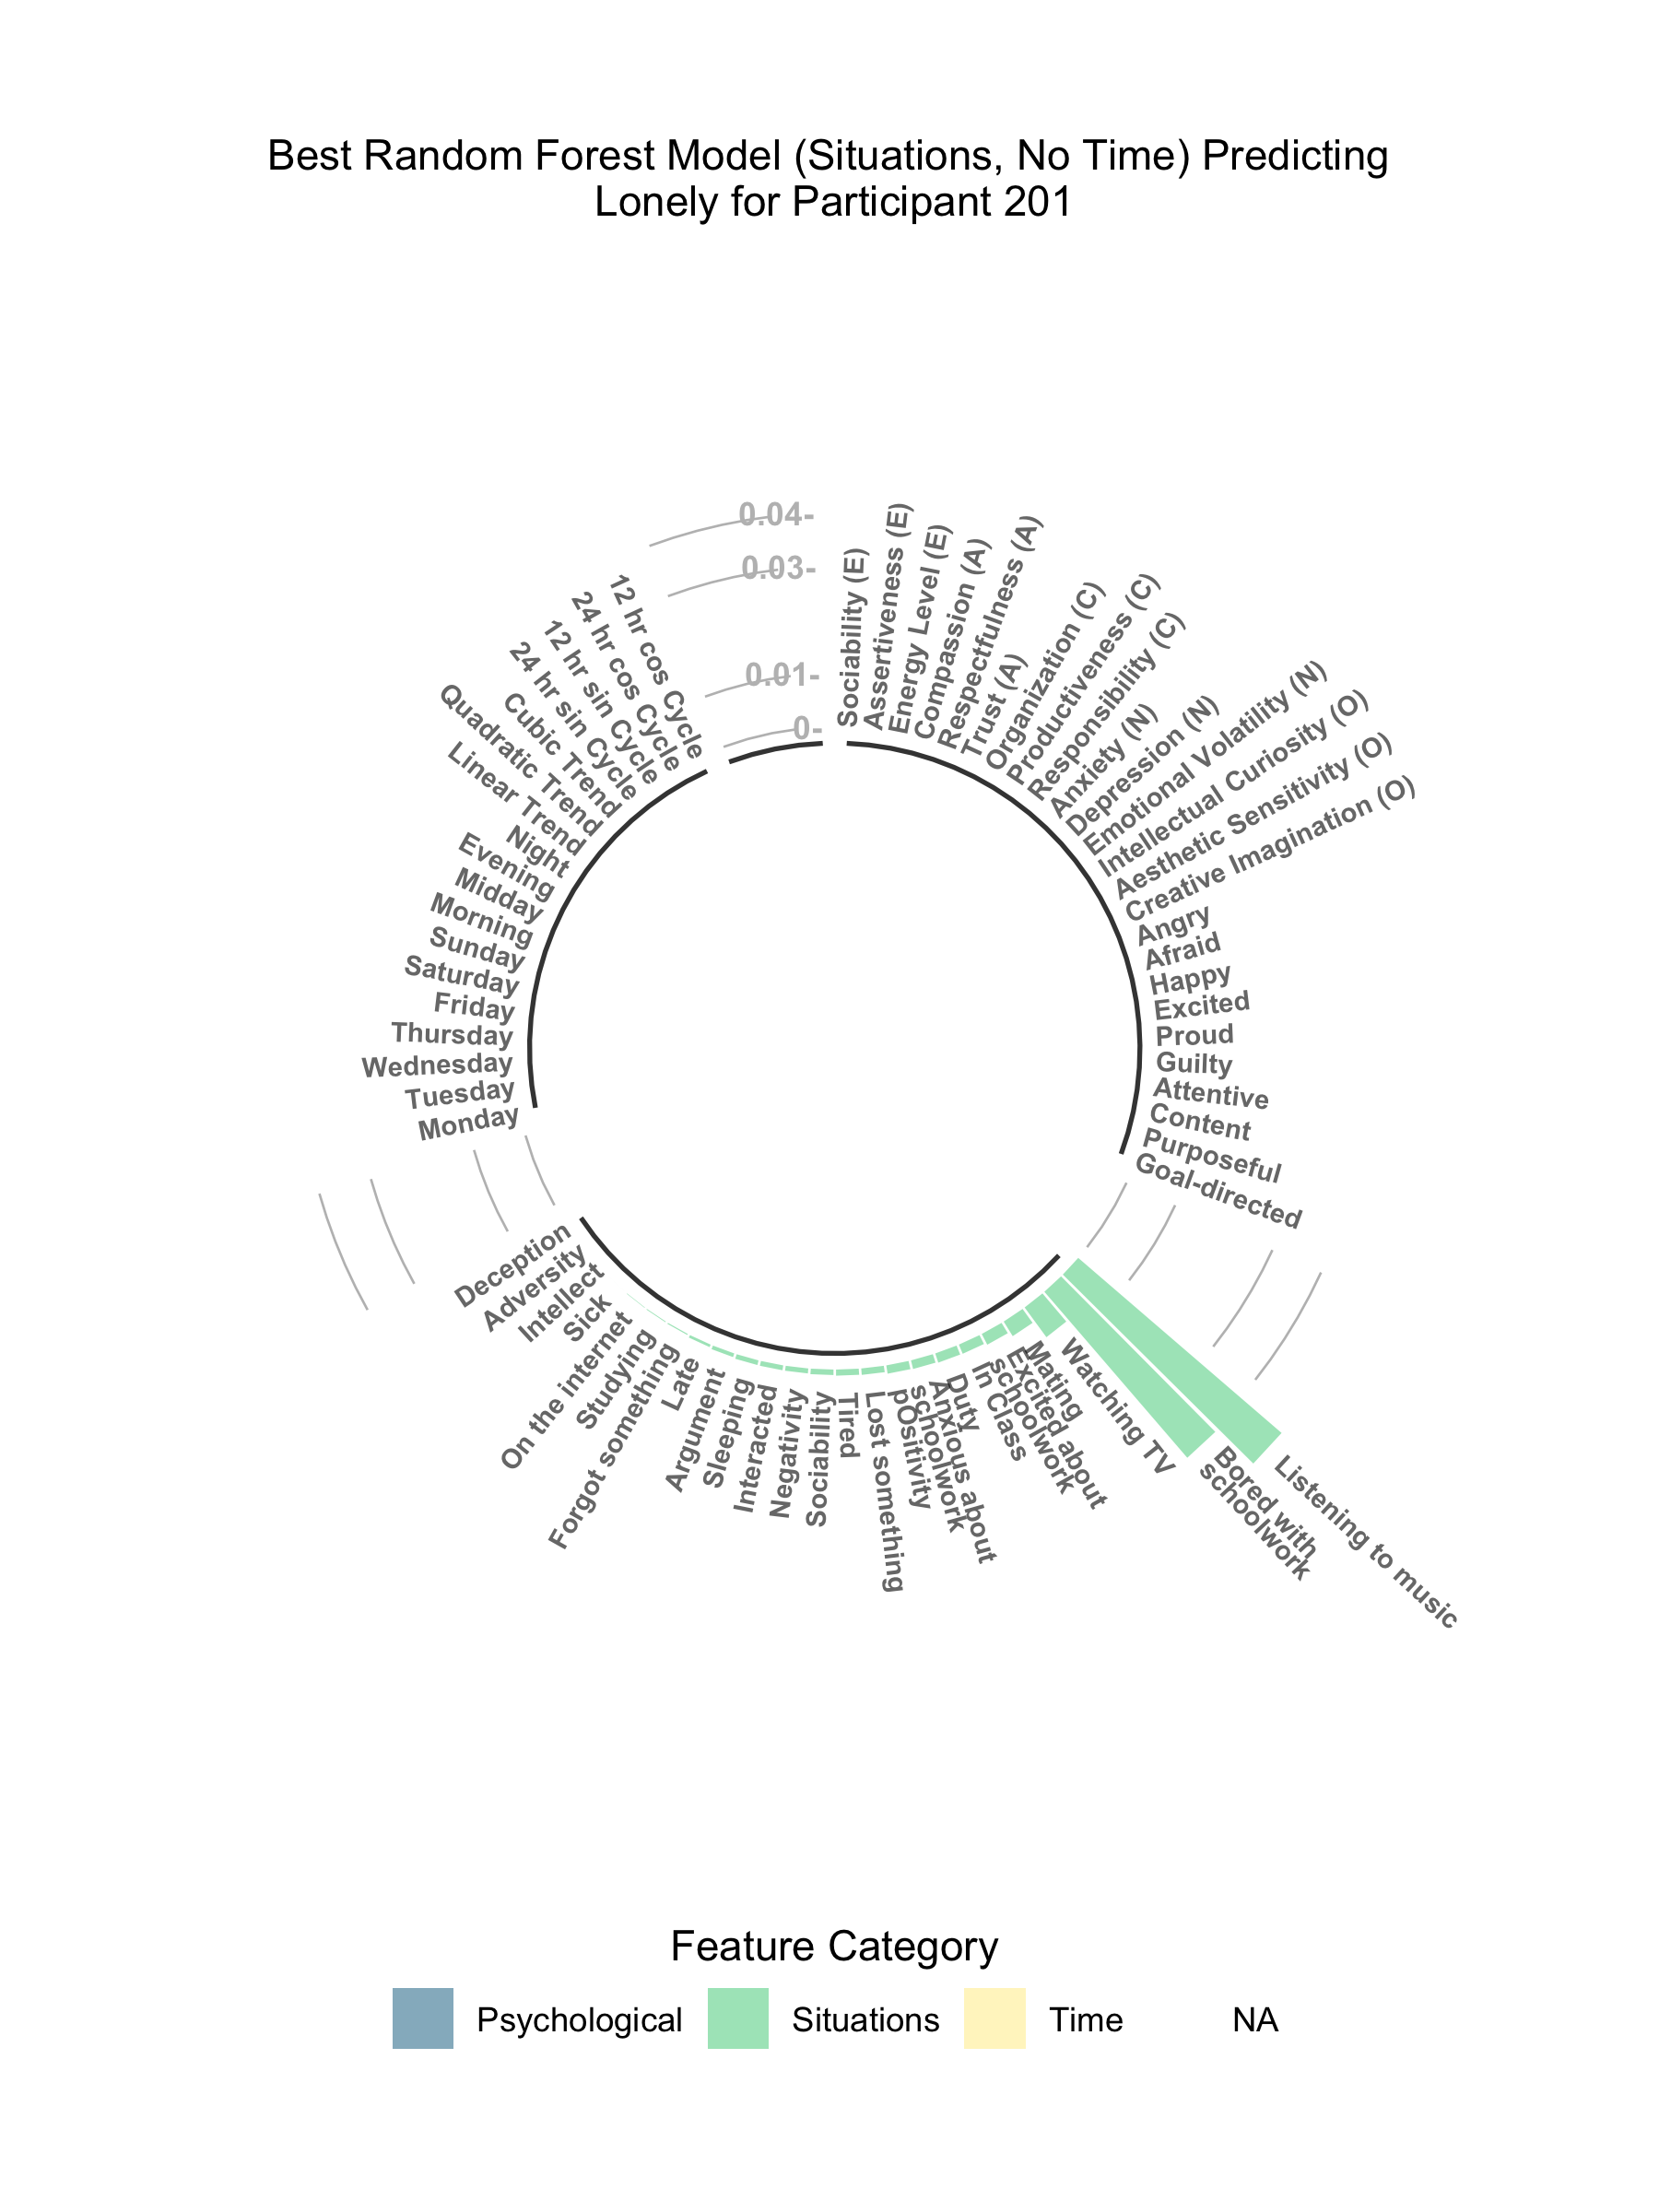 Best Random Forest Model (Situations, No Time) Predicting
Lonely for Participant 201
0.04-
0.03-
0.01-
0-
Sociability (E)
Assertiveness (E)
Energy Level (E)
Compassion (A)
Respectfulness (A)
Trust (A)
Organization (C)
Productiveness (C)
Responsibility (C)
Anxiety (N)
Depression (N)
Emotional Volatility (N)
Intellectual Curiosity (O)
Aesthetic Sensitivity (O)
Creative Imagination (O)
Angry
Afraid
Happy
Excited
Proud
Guilty
Attentive
Content
Purposeful
Goal-directed
Listening to music
Bored with
schoolwork
Watching TV
Mating
Excited about
schoolwork
In Class
Duty
Anxious about
schoolwork
pOsitivity
Lost something
Tired
Sociability
Negativity
Interacted
Sleeping
Argument
Late
Forgot something
Studying
On the internet
Sick
Intellect
Adversity
Deception
Monday
Tuesday
Wednesday
Thursday
Friday
Saturday
Sunday
Morning
Midday
Evening
Night
Linear Trend
Quadratic Trend
Cubic Trend
24 hr sin Cycle
12 hr sin Cycle
24 hr cos Cycle
12 hr cos Cycle
Feature Category
Psychological
Situations
Time
NA